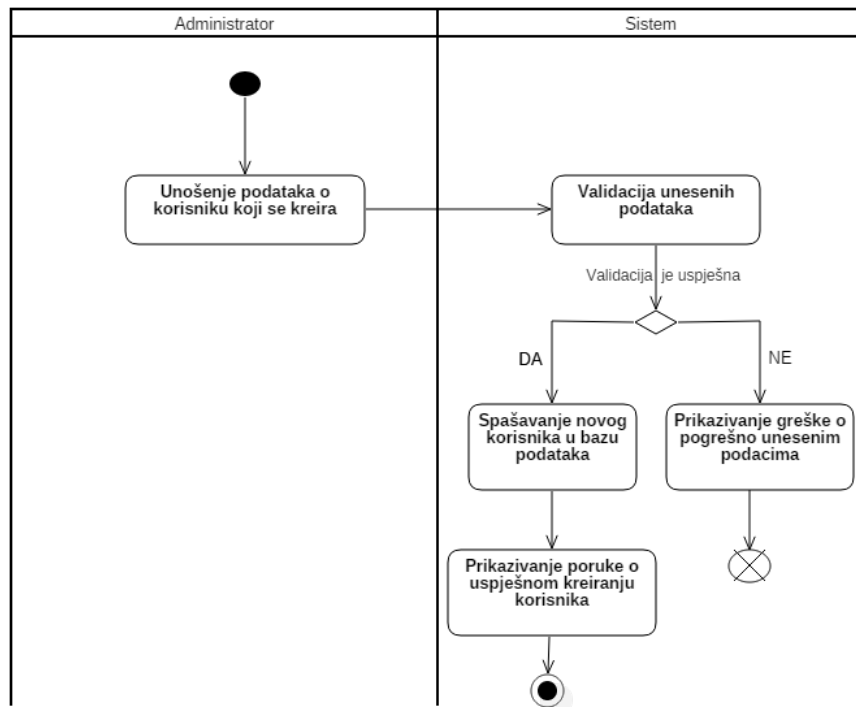 Administrator
Sistem
Unošenje podataka o
korisniku koji se kreira
Validacija unesenih
podataka
Validacija je uspješna
DA
NE
Spašavanje novog
korisnika u bazu
podataka
Prikazivanje greške o
pogrešno unesenim
podacima
Prikazivanje poruke o
uspješnom kreiranju
korisnika